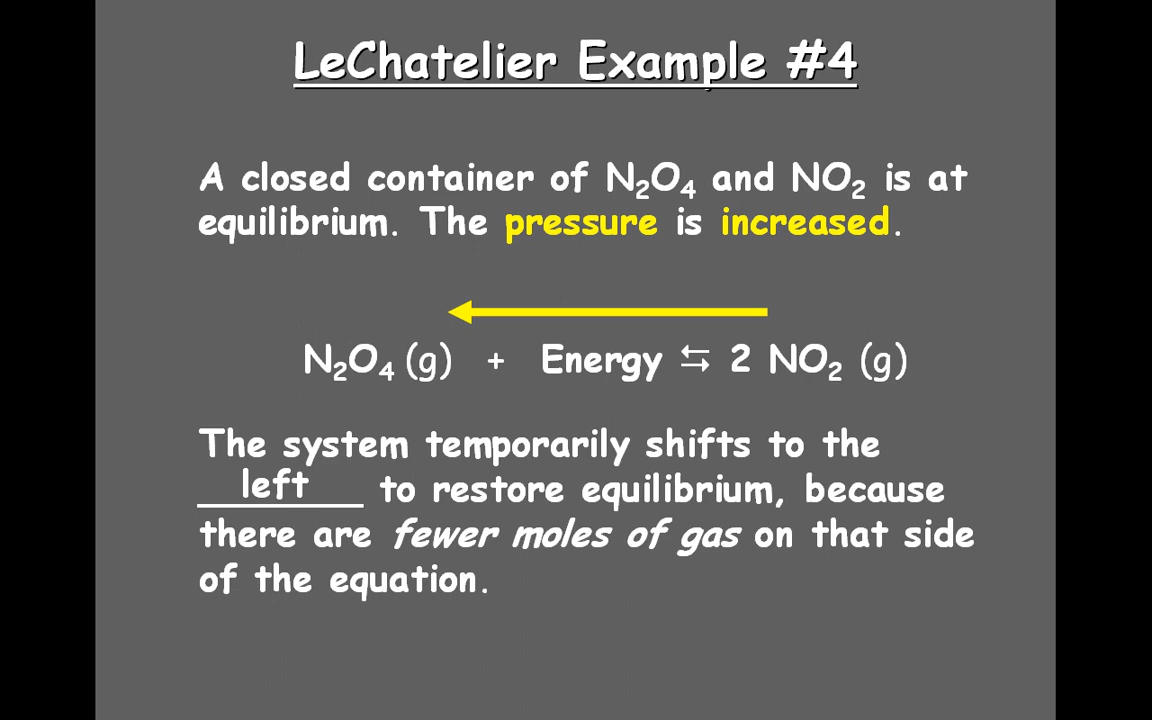 LeChatelier Example #4
A closed container of N₂O₄ and NO₂ is at
equilibrium. The pressure is increased.
N₂O₄ (g) + Energy ⇆ 2 NO₂ (g)
The system temporarily shifts to the
left to restore equilibrium, because
there are fewer moles of gas on that side
of the equation.